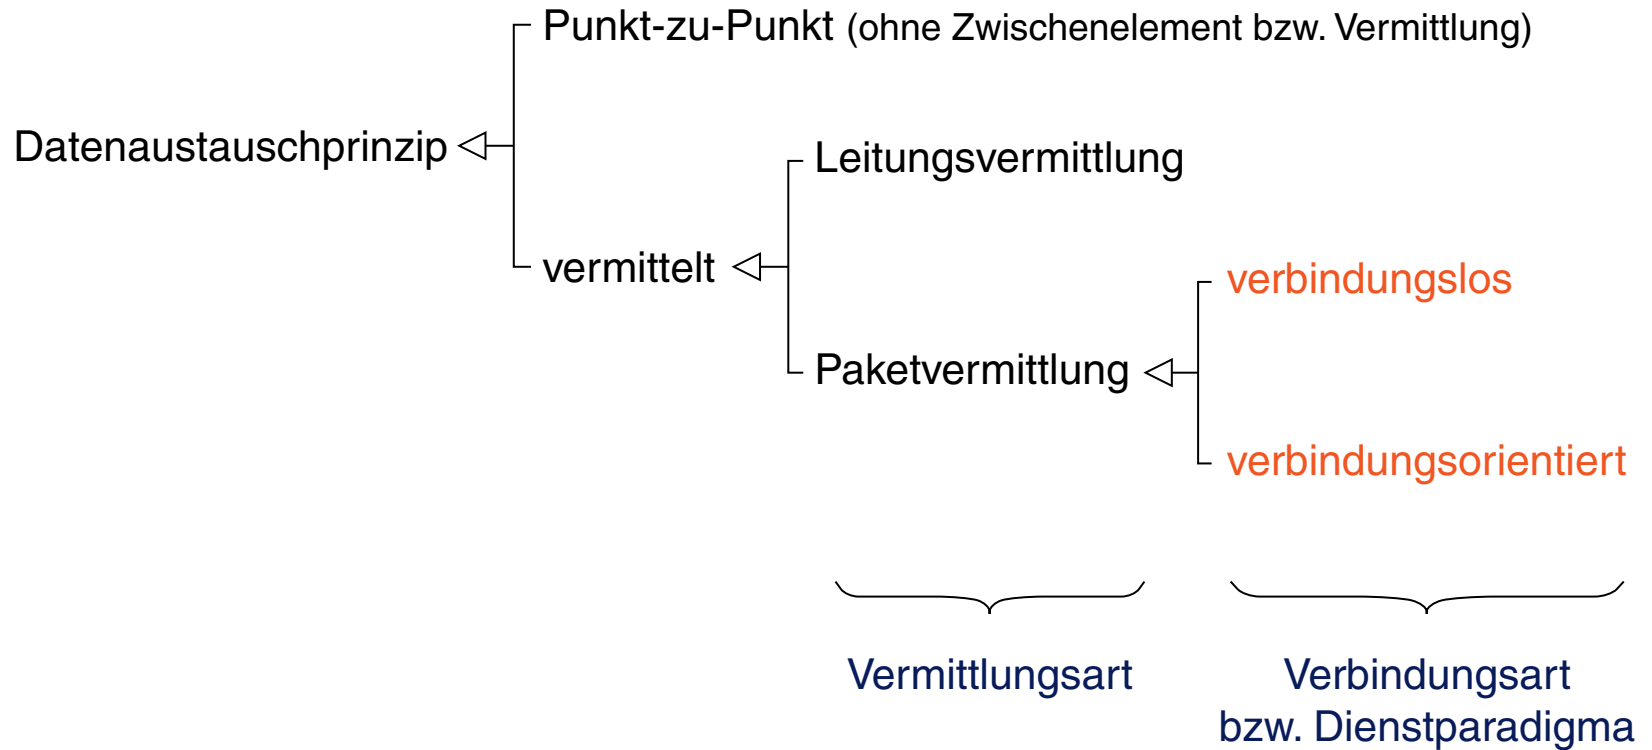 Punkt-zu-Punkt (ohne Zwischenelement bzw. Vermittlung)
Datenaustauschprinzip
Leitungsvermittlung
vermittelt
verbindungslos
Paketvermittlung
verbindungsorientiert
Vermittlungsart
Verbindungsart
bzw. Dienstparadigma